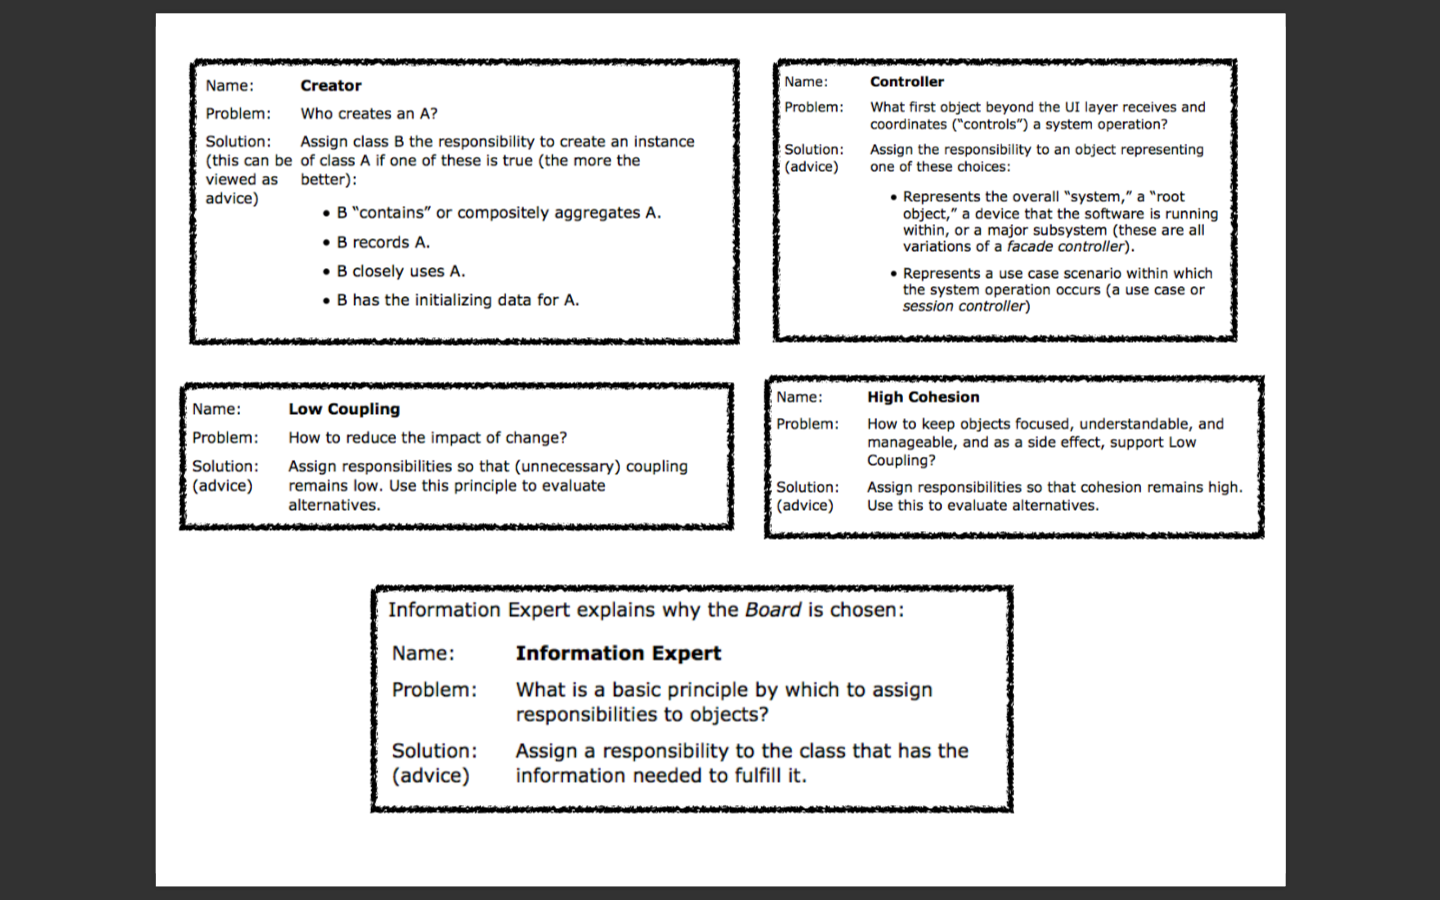 Name: Creator
Problem: Who creates an A?
Solution: Assign class B the responsibility to create an instance
(this can be of class A if one of these is true (the more the
viewed as better):
advice)
• B “contains” or compositely aggregates A.
• B records A.
• B closely uses A.
• B has the initializing data for A.
Name: Controller
Problem: What first object beyond the UI layer receives and
coordinates (“controls”) a system operation?
Solution: Assign the responsibility to an object representing
(advice) one of these choices:
• Represents the overall “system,” a “root
object,” a device that the software is running
within, or a major subsystem (these are all
variations of a facade controller).
• Represents a use case scenario within which
the system operation occurs (a use case or
session controller)
Name: Low Coupling
Problem: How to reduce the impact of change?
Solution: Assign responsibilities so that (unnecessary) coupling
(advice) remains low. Use this principle to evaluate
alternatives.
Name: High Cohesion
Problem: How to keep objects focused, understandable, and
manageable, and as a side effect, support Low
Coupling?
Solution: Assign responsibilities so that cohesion remains high.
(advice) Use this to evaluate alternatives.
Information Expert explains why the Board is chosen:
Name: Information Expert
Problem: What is a basic principle by which to assign
responsibilities to objects?
Solution: Assign a responsibility to the class that has the
(advice) information needed to fulfill it.